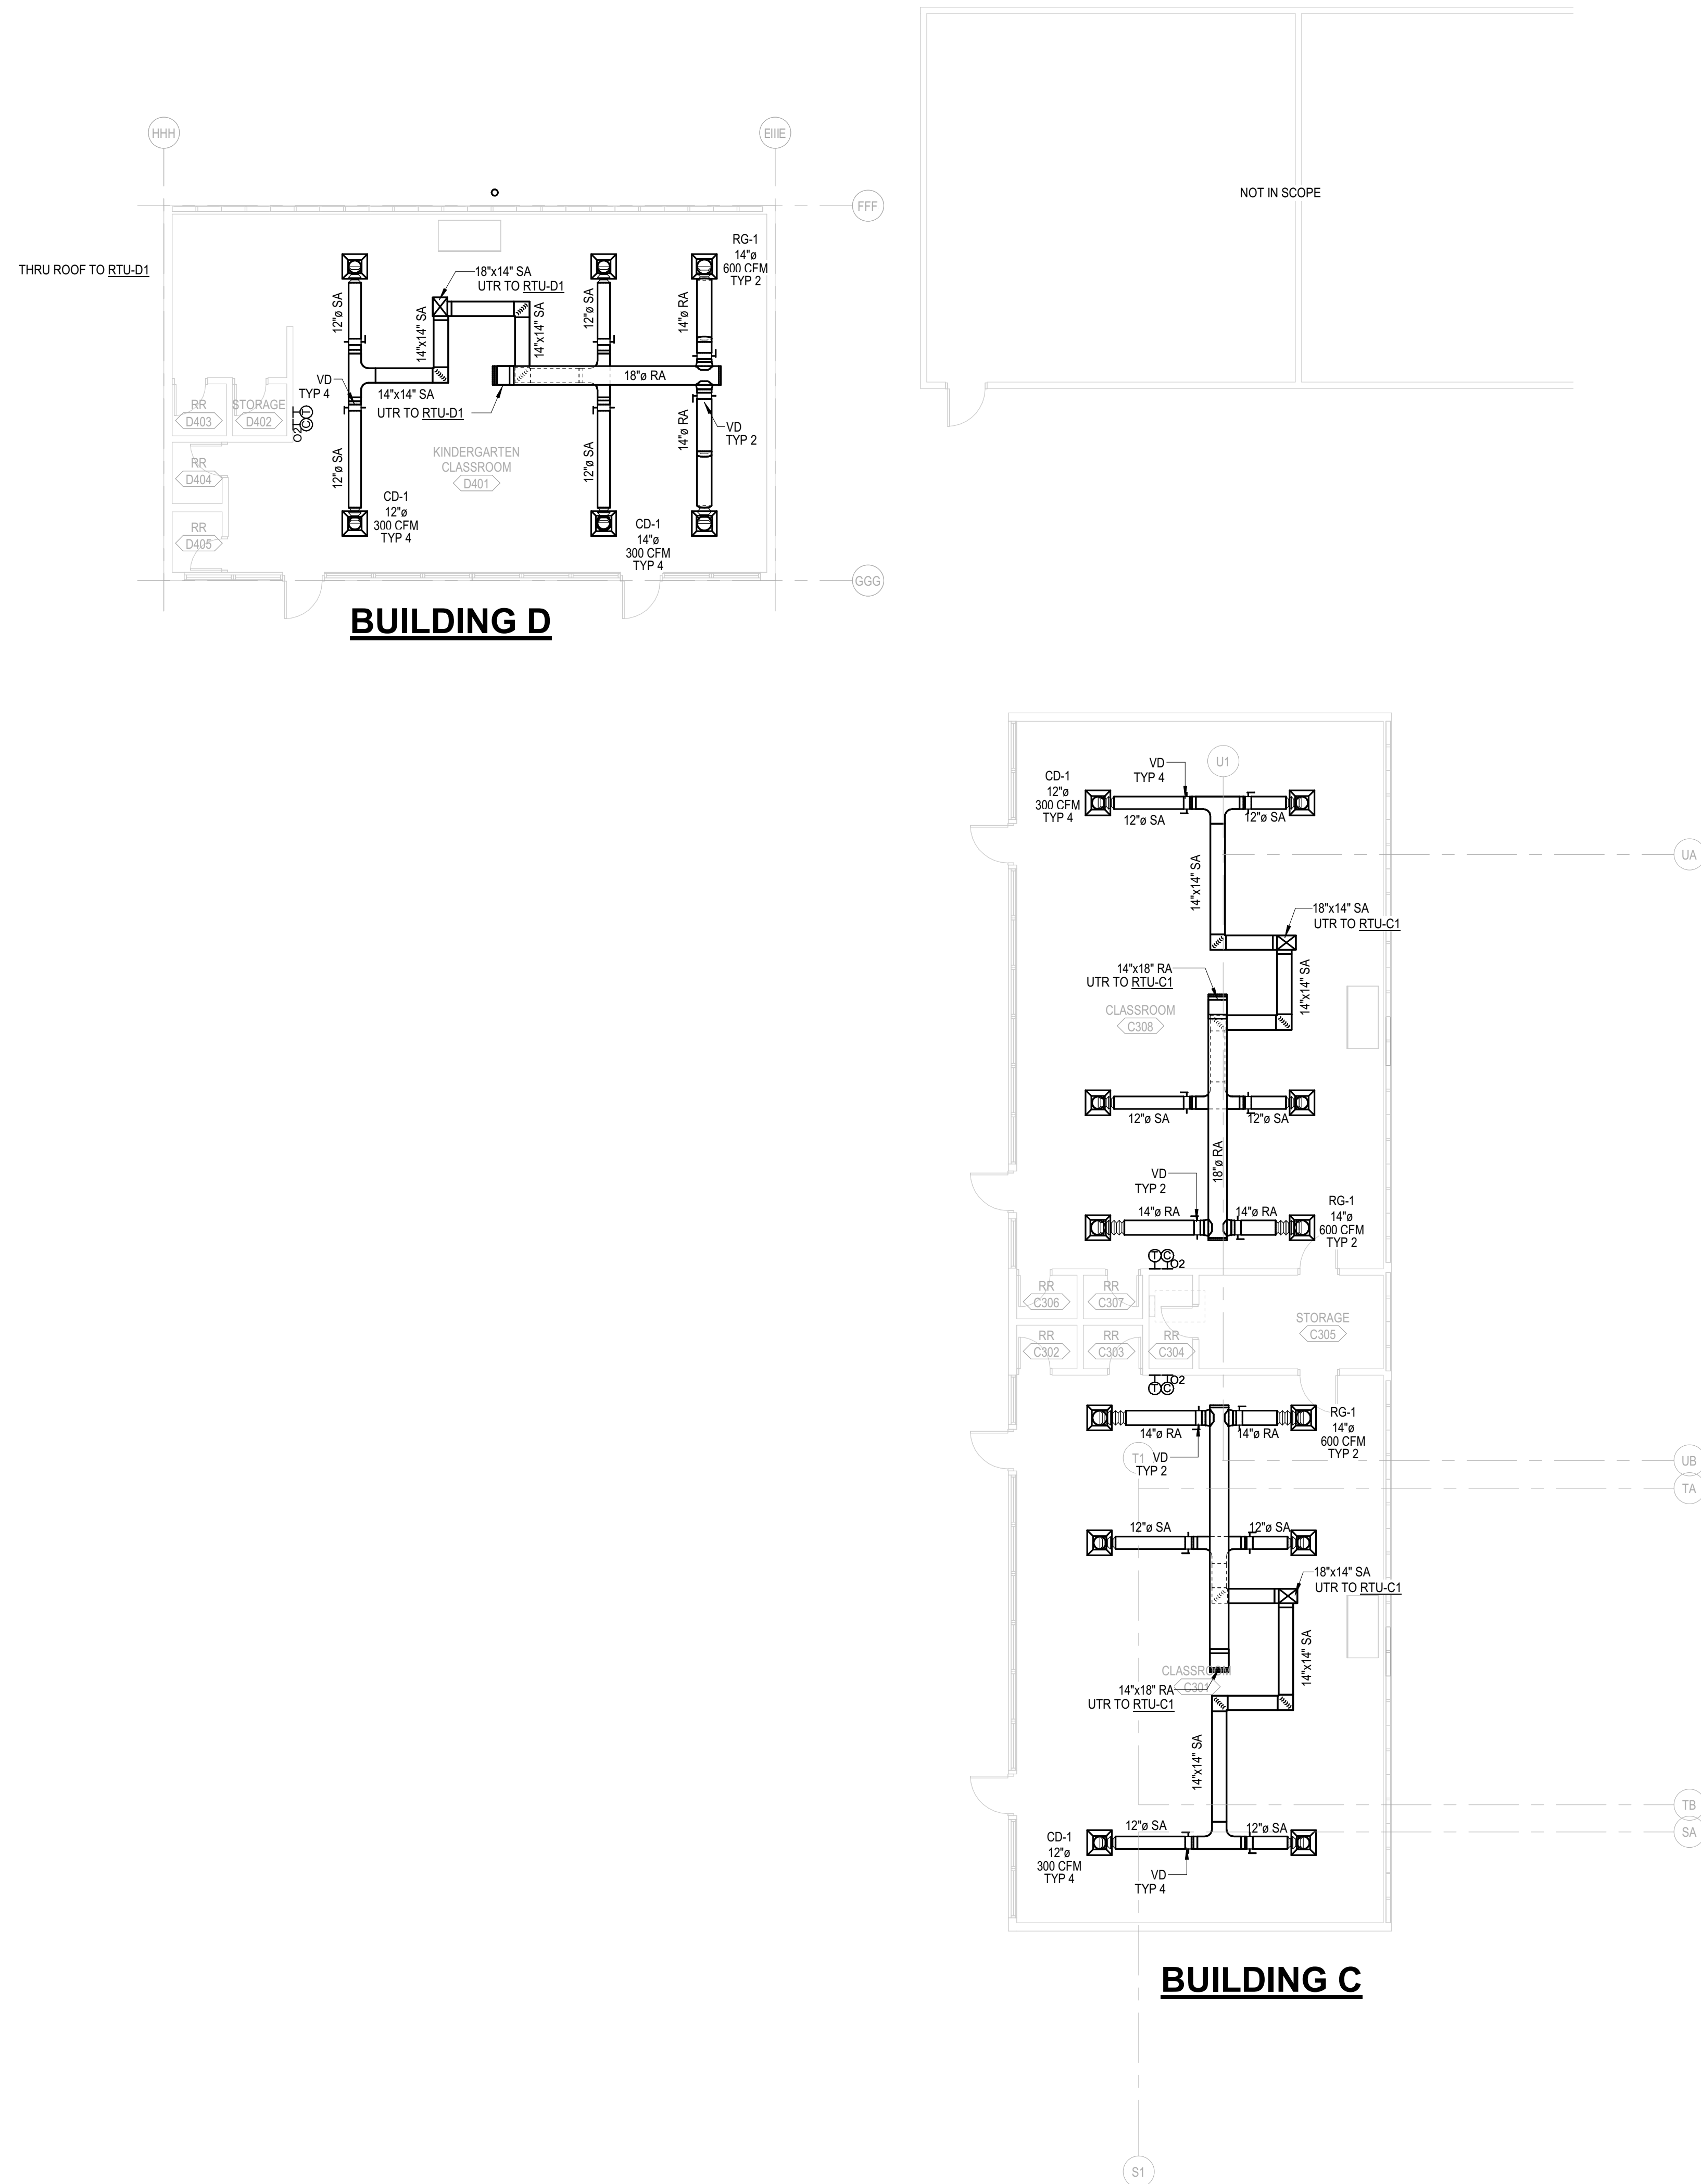 NOT IN SCOPE
HHH
EIIIE
FFF
THRU ROOF TO RTU-D1
RG-1
14"ø
600 CFM
TYP 2
18"x14" SA
UTR TO RTU-D1
12"ø SA
14"x14" SA
14"x14" SA
12"ø SA
14"ø RA
18"ø RA
VD
TYP 4
14"x14" SA
UTR TO RTU-D1
RR
D403
STORAGE
D402
T
C
O2
VD
TYP 2
14"ø RA
12"ø SA
12"ø SA
KINDERGARTEN
CLASSROOM
D401
RR
D404
CD-1
12"ø
300 CFM
TYP 4
CD-1
14"ø
300 CFM
TYP 4
RR
D405
GGG
BUILDING D
U1
VD
TYP 4
CD-1
12"ø
300 CFM
TYP 4
12"ø SA
12"ø SA
UA
14"x14" SA
18"x14" SA
UTR TO RTU-C1
14"x18" RA
UTR TO RTU-C1
14"x14" SA
CLASSROOM
C308
12"ø SA
12"ø SA
18"ø RA
VD
TYP 2
14"ø RA
14"ø RA
RG-1
14"ø
600 CFM
TYP 2
T
C
O2
RR
C306
RR
C307
STORAGE
C305
RR
C302
RR
C303
RR
C304
T
C
O2
RG-1
14"ø
600 CFM
TYP 2
14"ø RA
14"ø RA
T1
VD
TYP 2
UB
TA
12"ø SA
12"ø SA
18"x14" SA
UTR TO RTU-C1
14"x14" SA
CLASSROOM
C301
14"x18" RA
UTR TO RTU-C1
14"x14" SA
TB
SA
12"ø SA
12"ø SA
CD-1
12"ø
300 CFM
TYP 4
VD
TYP 4
BUILDING C
S1